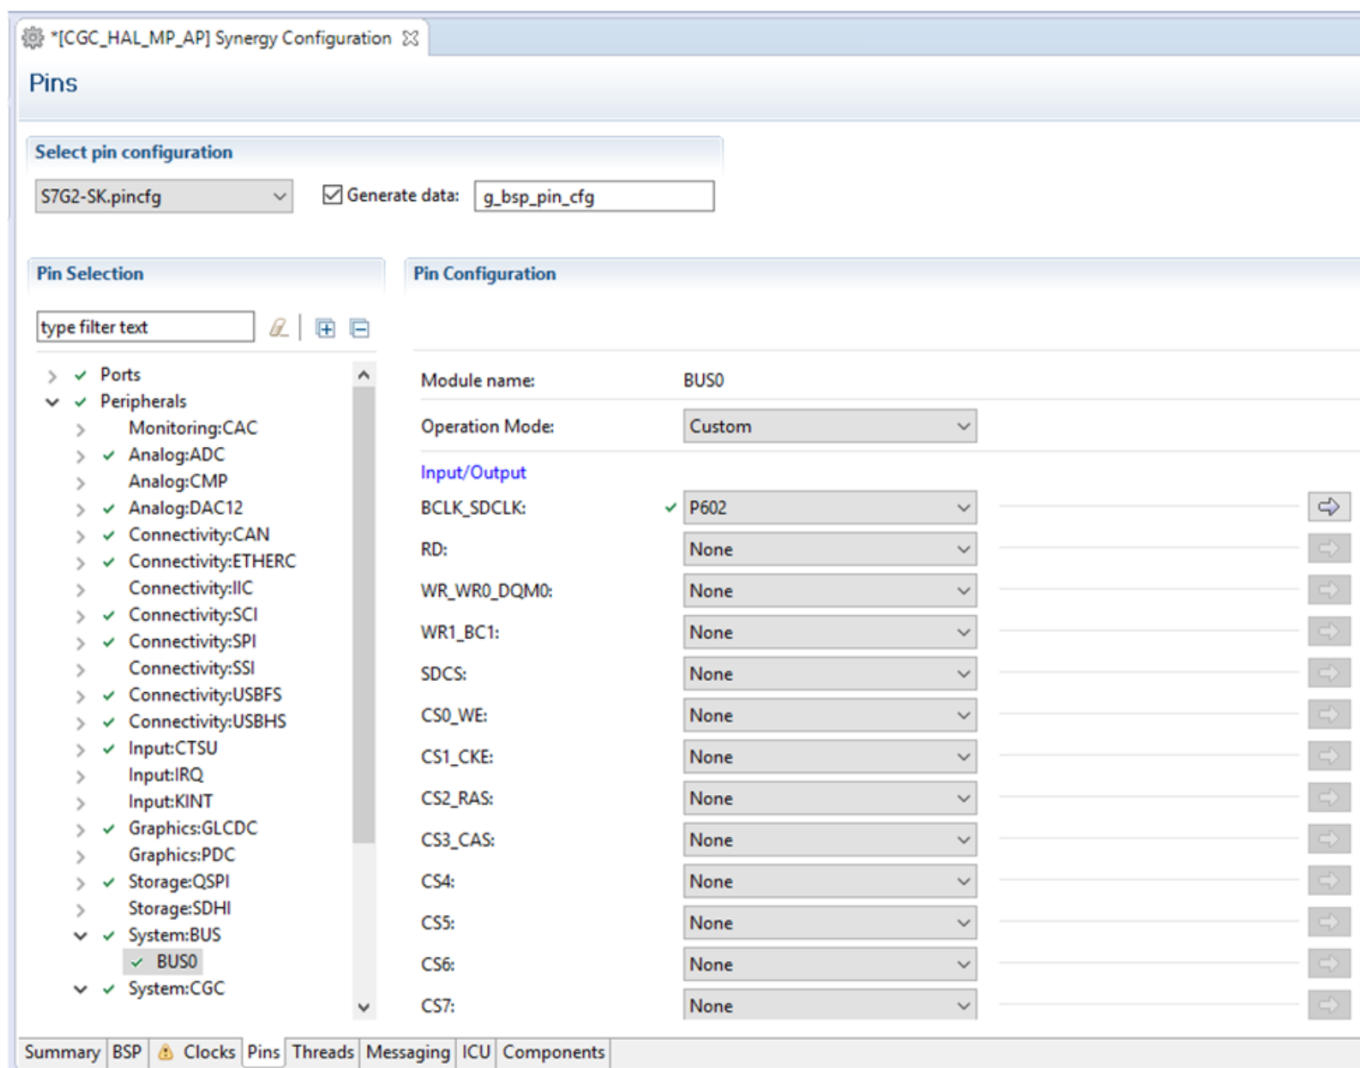 *[CGC_HAL_MP_AP] Synergy Configuration
Pins
Select pin configuration
S7G2-SK.pincfg
Generate data: g_bsp_pin_cfg
Pin Selection
Pin Configuration
type filter text
Ports
Peripherals
Monitoring:CAC
Analog:ADC
Analog:CMP
Analog:DAC12
Connectivity:CAN
Connectivity:ETHERC
Connectivity:IIC
Connectivity:SCI
Connectivity:SPI
Connectivity:SSI
Connectivity:USBFS
Connectivity:USBHS
Input:CTSU
Input:IRQ
Input:KINT
Graphics:GLCDC
Graphics:PDC
Storage:QSPI
Storage:SDHI
System:BUS
BUS0
System:CGC
Module name: BUS0
Operation Mode: Custom
Input/Output
BCLK_SDCLK: P602
RD: None
WR_WR0_DQM0: None
WR1_BC1: None
SDCS: None
CS0_WE: None
CS1_CKE: None
CS2_RAS: None
CS3_CAS: None
CS4: None
CS5: None
CS6: None
CS7: None
Summary BSP Clocks Pins Threads Messaging ICU Components